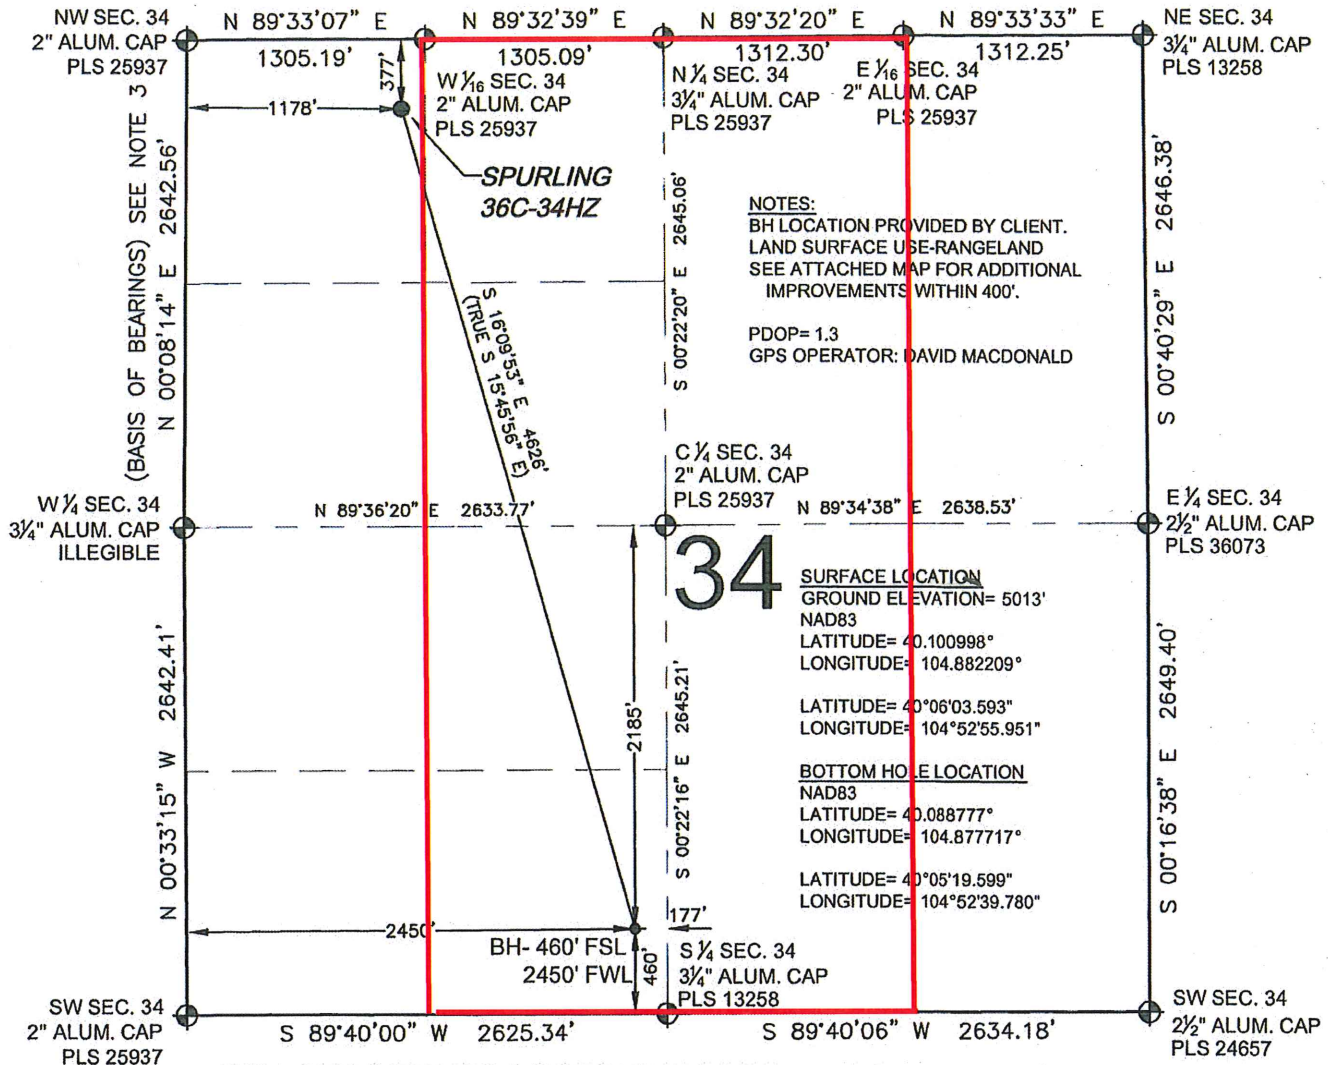 NW SEC. 34
2" ALUM. CAP
PLS 25937
N 89°33'07" E
1305.19'
N 89°32'39" E
1305.09'
N 89°32'20" E
1312.30'
N 89°33'33" E
1312.25'
NE SEC. 34
3¼" ALUM. CAP
PLS 13258
377'
1178'
W 1/16 SEC. 34
2" ALUM. CAP
PLS 25937
N ¼ SEC. 34
3¼" ALUM. CAP
PLS 25937
E 1/16 SEC. 34
2" ALUM. CAP
PLS 25937
SPURLING
36C-34HZ
(BASIS OF BEARINGS) SEE NOTE 3
N 00°08'14" E 2642.56'
S 00°22'20" E 2645.06'
NOTES:
BH LOCATION PROVIDED BY CLIENT.
LAND SURFACE USE-RANGELAND
SEE ATTACHED MAP FOR ADDITIONAL
IMPROVEMENTS WITHIN 400'.
PDOP= 1.3
GPS OPERATOR: DAVID MACDONALD
S 00°40'29" E 2646.38'
S 16°09'53" E 4626'
(TRUE S 15°45'56" E)
C ¼ SEC. 34
2" ALUM. CAP
PLS 25937
W ¼ SEC. 34
3¼" ALUM. CAP
ILLEGIBLE
N 89°36'20" E 2633.77'
N 89°34'38" E 2638.53'
E ¼ SEC. 34
2½" ALUM. CAP
PLS 36073
34
SURFACE LOCATION
GROUND ELEVATION= 5013'
NAD83
LATITUDE= 40.100998°
LONGITUDE= 104.882209°
LATITUDE= 40°06'03.593"
LONGITUDE= 104°52'55.951"
BOTTOM HOLE LOCATION
NAD83
LATITUDE= 40.088777°
LONGITUDE= 104.877717°
LATITUDE= 40°05'19.599"
LONGITUDE= 104°52'39.780"
N 00°33'15" W 2642.41'
2185'
S 00°22'16" E 2645.21'
S 00°16'38" E 2649.40'
2450'
177'
BH- 460' FSL
2450' FWL
460'
S ¼ SEC. 34
3¼" ALUM. CAP
PLS 13258
SW SEC. 34
2" ALUM. CAP
PLS 25937
S 89°40'00" W 2625.34'
S 89°40'06" W 2634.18'
SW SEC. 34
2½" ALUM. CAP
PLS 24657